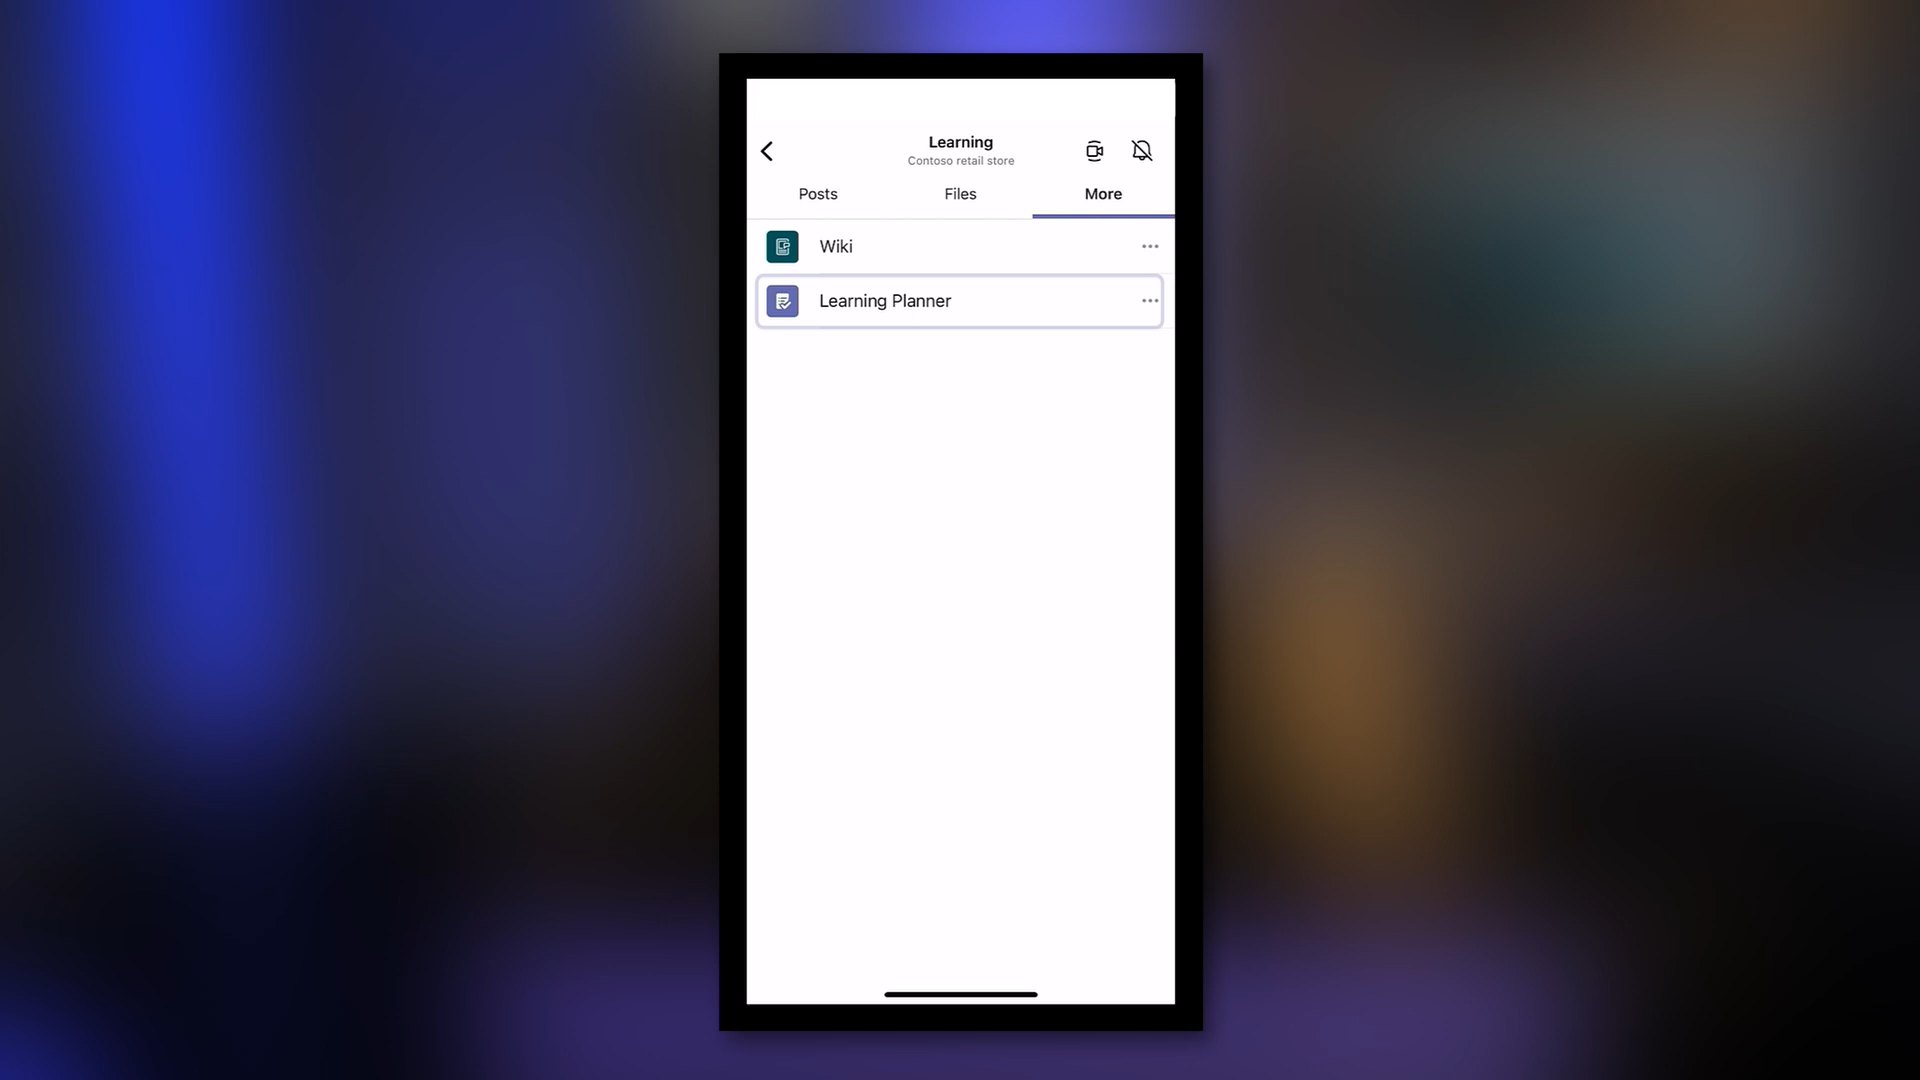 Learning
Contoso retail store
Posts
Files
More
Wiki
Learning Planner